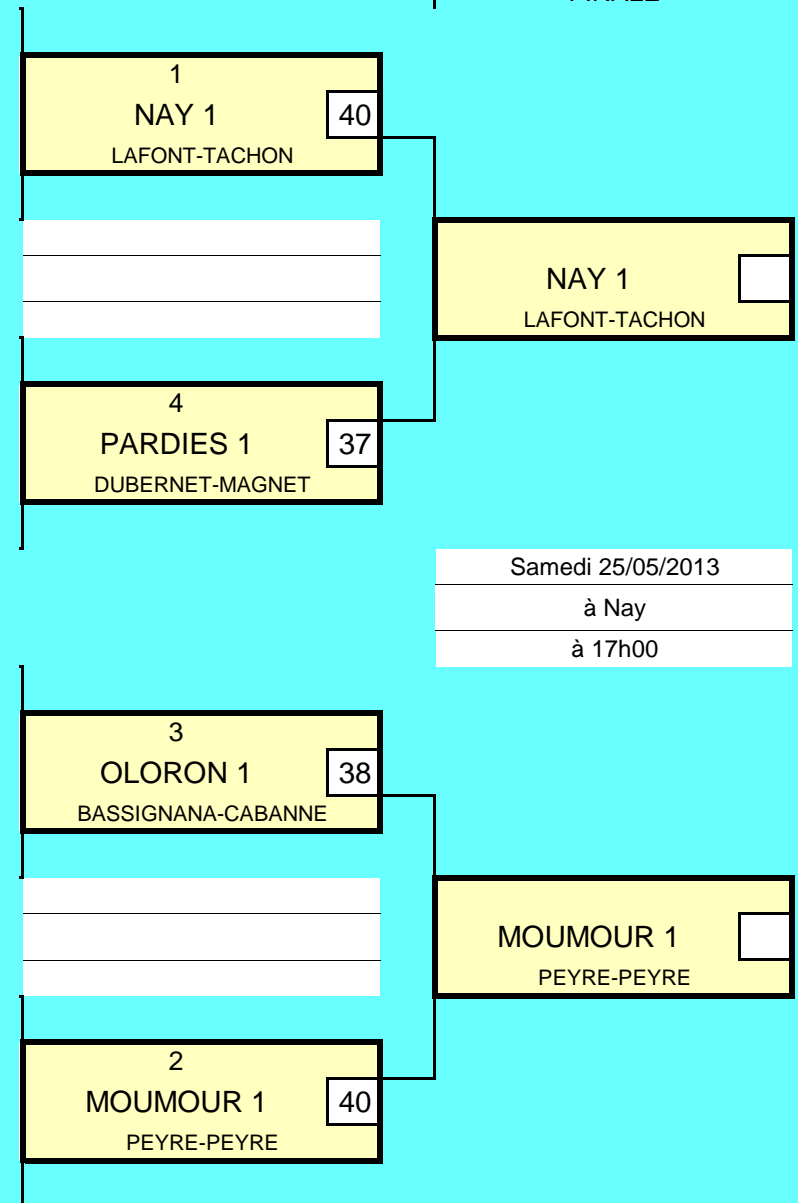 1
NAY 1
40
LAFONT-TACHON
NAY 1
LAFONT-TACHON
4
PARDIES 1
37
DUBERNET-MAGNET
Samedi 25/05/2013
à Nay
à 17h00
3
OLORON 1
38
BASSIGNANA-CABANNE
MOUMOUR 1
PEYRE-PEYRE
2
MOUMOUR 1
40
PEYRE-PEYRE